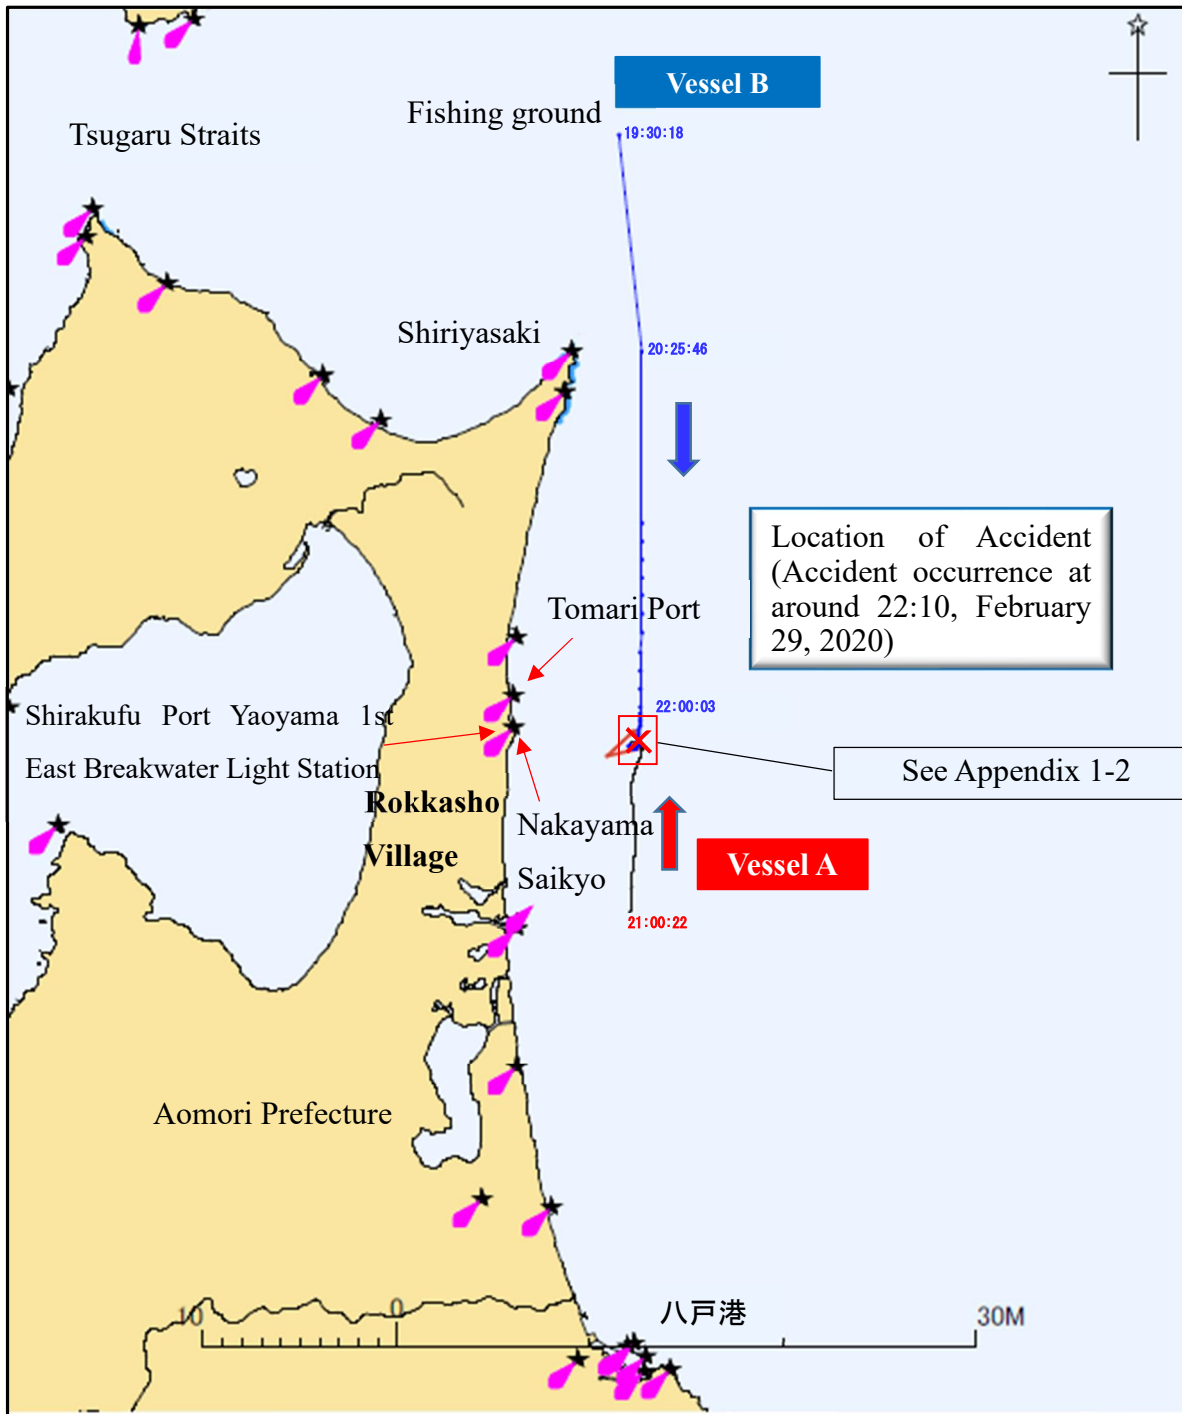 Vessel B
Fishing ground
19:30:18
Tsugaru Straits
Shiriyasaki
20:25:46
Location of Accident
(Accident occurrence at
around 22:10, February
29, 2020)
Tomari Port
Shirakufu Port Yaoyama 1st
East Breakwater Light Station
22:00:03
See Appendix 1-2
Rokkasho
Village
Nakayama
Saikyo
Vessel A
21:00:22
Aomori Prefecture
八戸港
10
0
30M